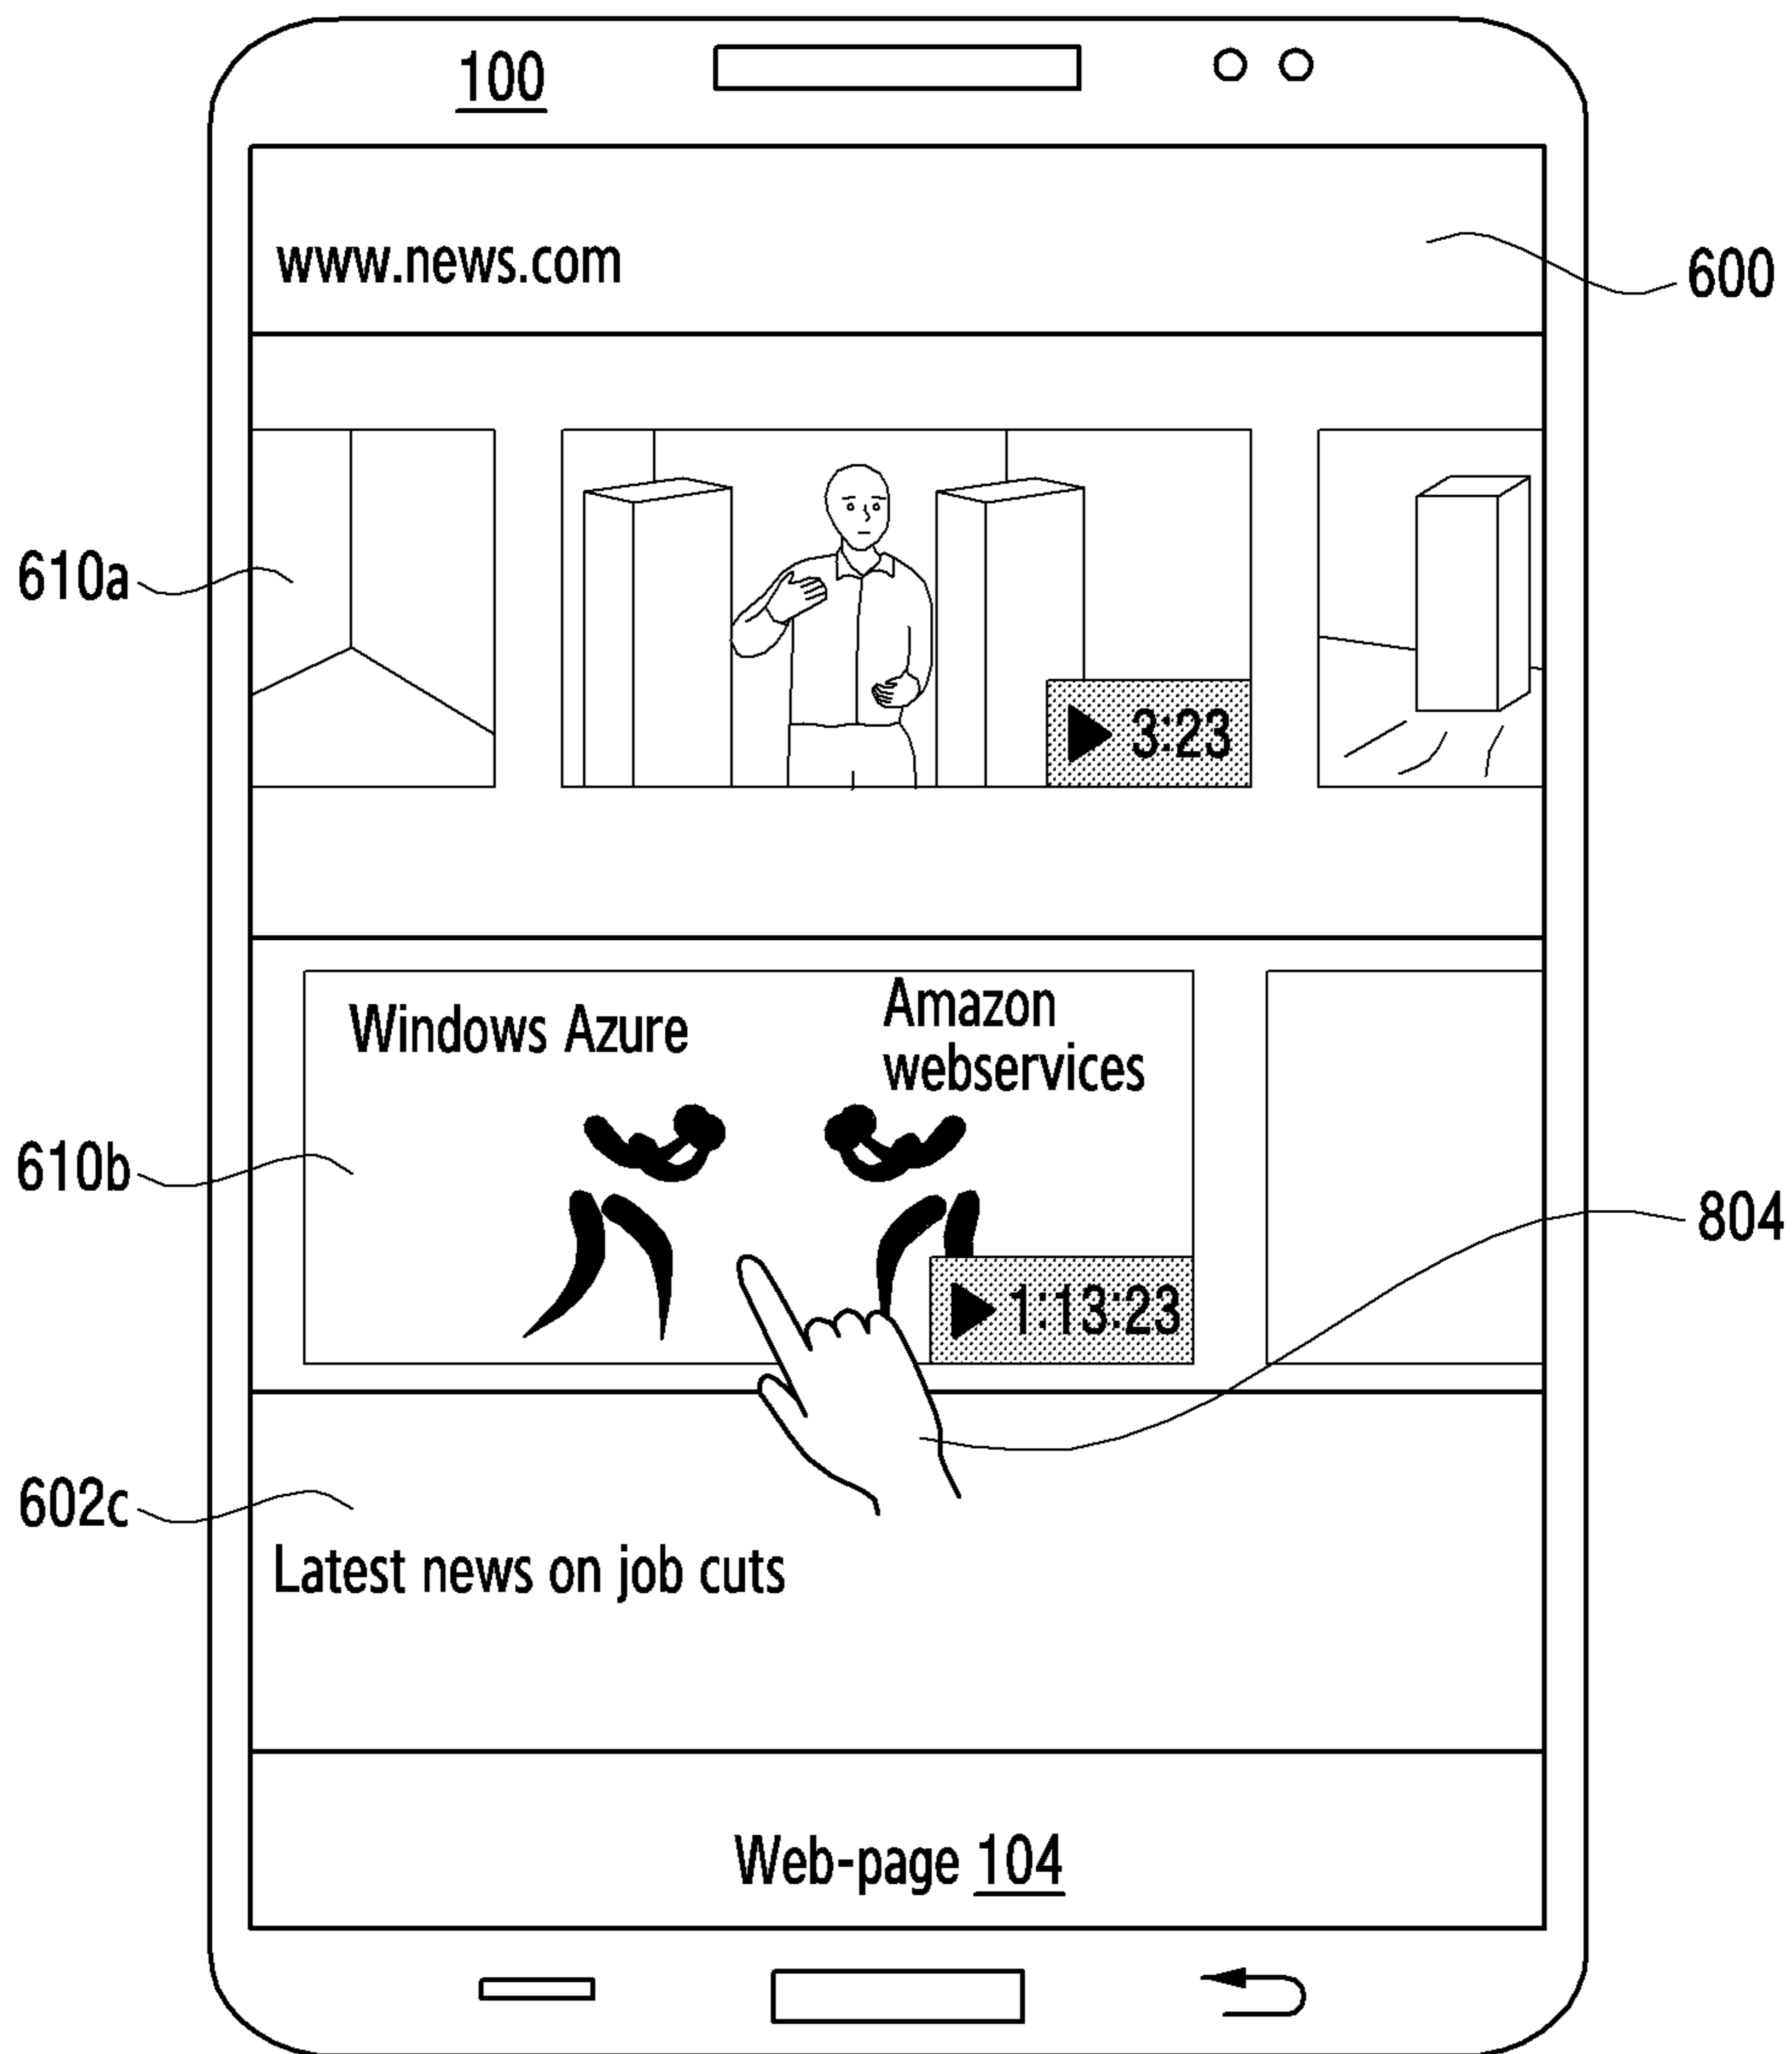 100
www.news.com
600
610a
3:23
Windows Azure
Amazon
webservices
610b
804
1:13:23
602c
Latest news on job cuts
Web-page 104